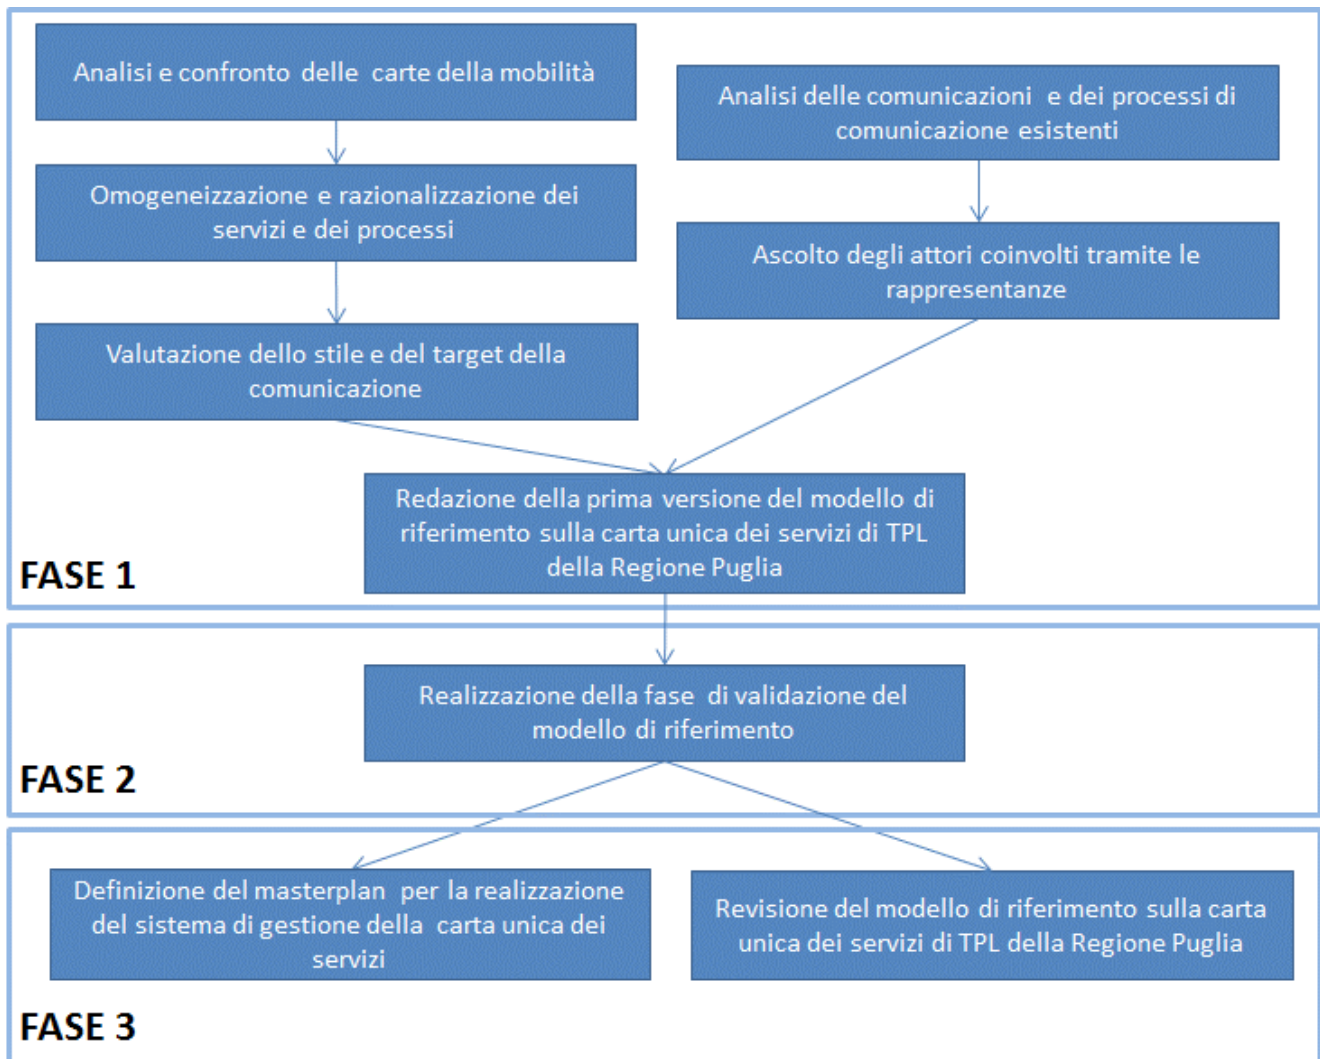 Analisi e confronto delle carte della mobilità
Omogeneizzazione e razionalizzazione dei
servizi e dei processi
Valutazione dello stile e del target della
comunicazione
Analisi delle comunicazioni e dei processi di
comunicazione esistenti
Ascolto degli attori coinvolti tramite le
rappresentanze
Redazione della prima versione del modello di
riferimento sulla carta unica dei servizi di TPL
della Regione Puglia
FASE 1
Realizzazione della fase di validazione del
modello di riferimento
FASE 2
Definizione del masterplan per la realizzazione
del sistema di gestione della carta unica dei
servizi
Revisione del modello di riferimento sulla carta
unica dei servizi di TPL della Regione Puglia
FASE 3